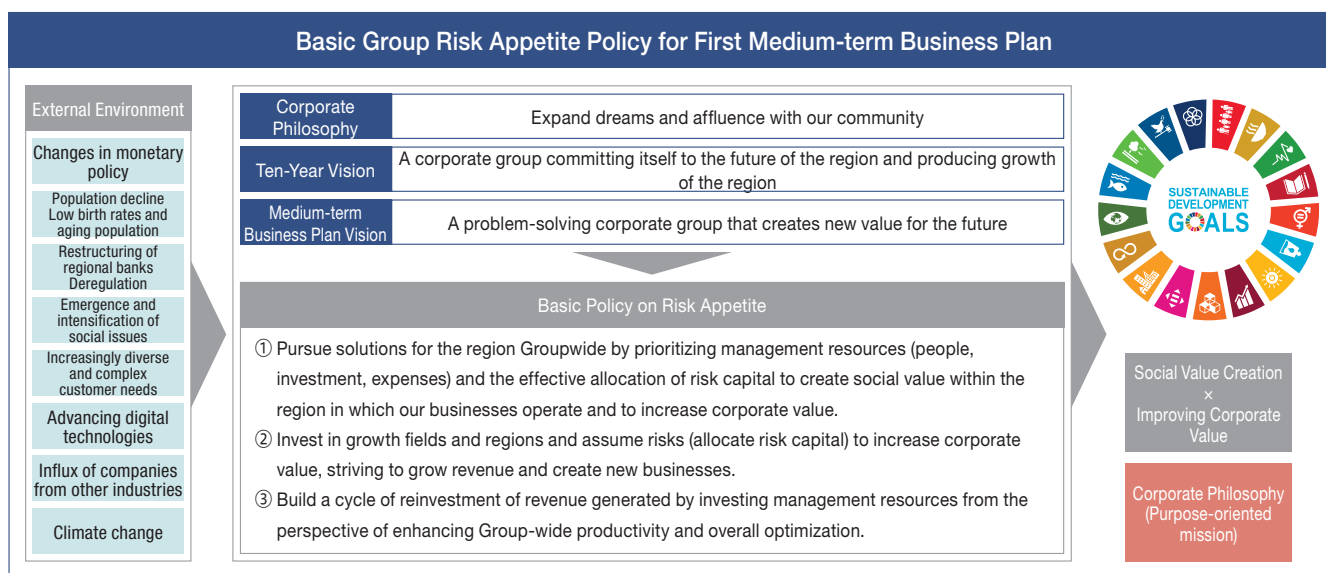 Basic Group Risk Appetite Policy for First Medium-term Business Plan
External Environment
Changes in monetary
policy
Population decline
Low birth rates and
aging population
Restructuring of
regional banks
Deregulation
Emergence and
intensification of
social issues
Increasingly diverse
and complex
customer needs
Advancing digital
technologies
Influx of companies
from other industries
Climate change
Corporate
Philosophy
Expand dreams and affluence with our community
Ten-Year Vision
A corporate group committing itself to the future of the region and producing growth
of the region
Medium-term
Business Plan Vision
A problem-solving corporate group that creates new value for the future
Basic Policy on Risk Appetite
① Pursue solutions for the region Groupwide by prioritizing management resources (people,
investment, expenses) and the effective allocation of risk capital to create social value within the
region in which our businesses operate and to increase corporate value.
② Invest in growth fields and regions and assume risks (allocate risk capital) to increase corporate
value, striving to grow revenue and create new businesses.
③ Build a cycle of reinvestment of revenue generated by investing management resources from the
perspective of enhancing Group-wide productivity and overall optimization.
SUSTAINABLE
DEVELOPMENT
GOALS
Social Value Creation
×
Improving Corporate
Value
Corporate Philosophy
(Purpose-oriented
mission)